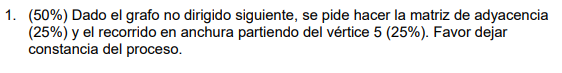 1. (50%) Dado el grafo no dirigido siguiente, se pide hacer la matriz de adyacencia
(25%) y el recorrido en anchura partiendo del vértice 5 (25%). Favor dejar
constancia del proceso.